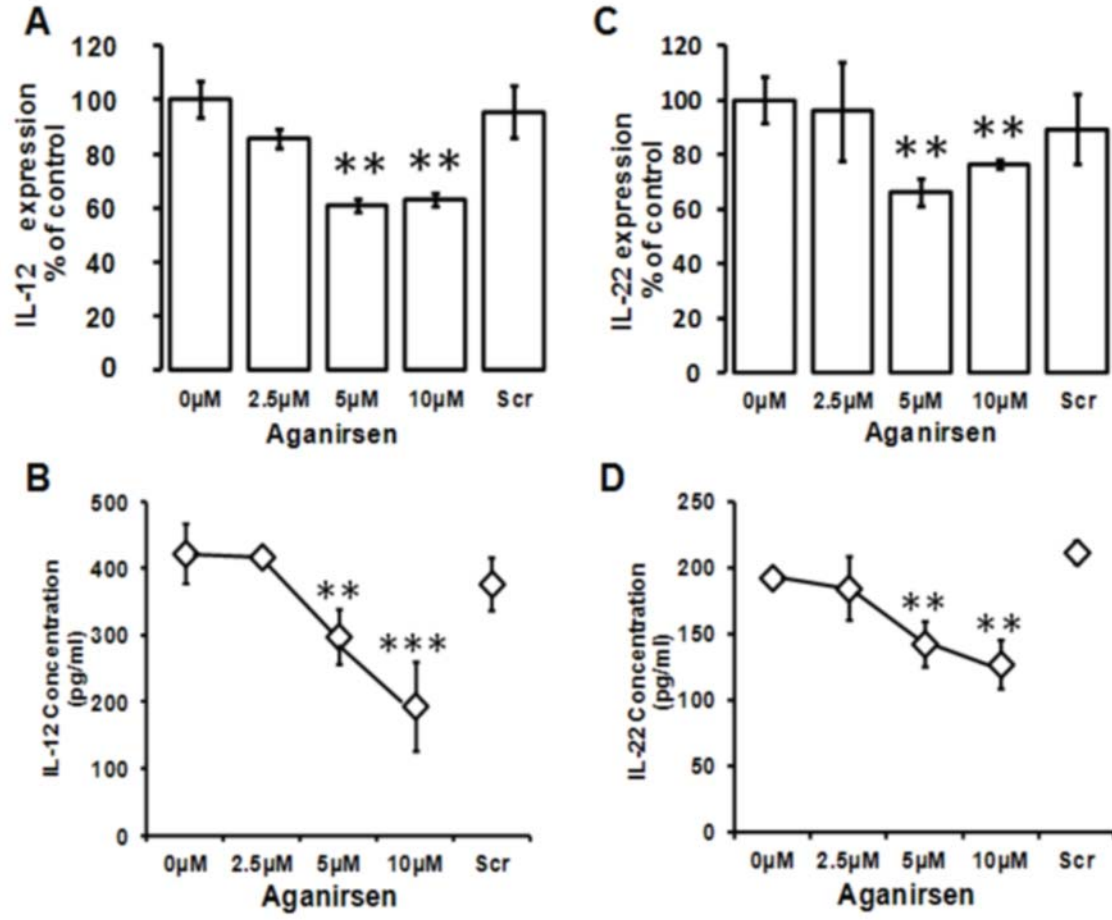 A
IL-12 expression
% of control
120
100
80
60
40
20
0
** **
0µM 2.5µM 5µM 10µM Scr
Aganirsen
C
IL-22 expression
% of control
120
100
80
60
40
20
0
** **
0µM 2.5µM 5µM 10µM Scr
Aganirsen
B
IL-12 Concentration
(pg/ml)
500
400
300
200
100
0
** ***
0µM 2.5µM 5µM 10µM Scr
Aganirsen
D
IL-22 Concentration
(pg/ml)
250
200
150
100
50
0
** **
0µM 2.5µM 5µM 10µM Scr
Aganirsen